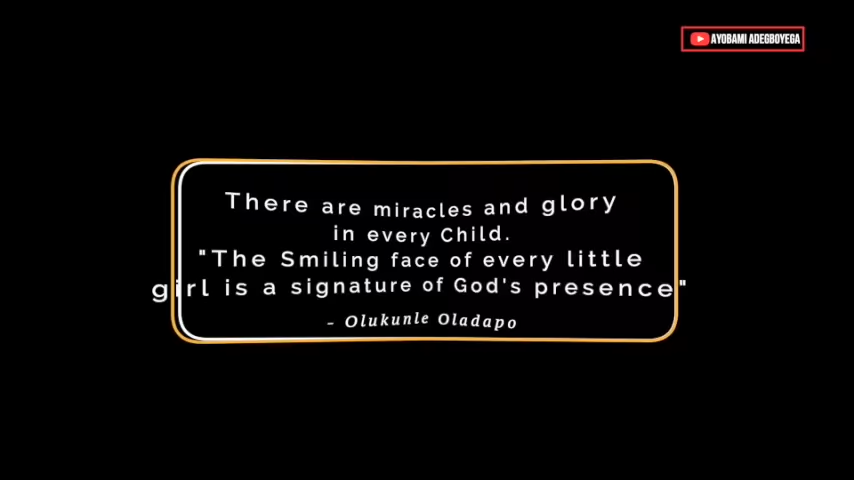 AYOBAMI ADEGBOYEGA
There are miracles and glory
in every Child.
"The Smiling face of every little
girl is a signature of God's presence"
- Olukunle Oladapo